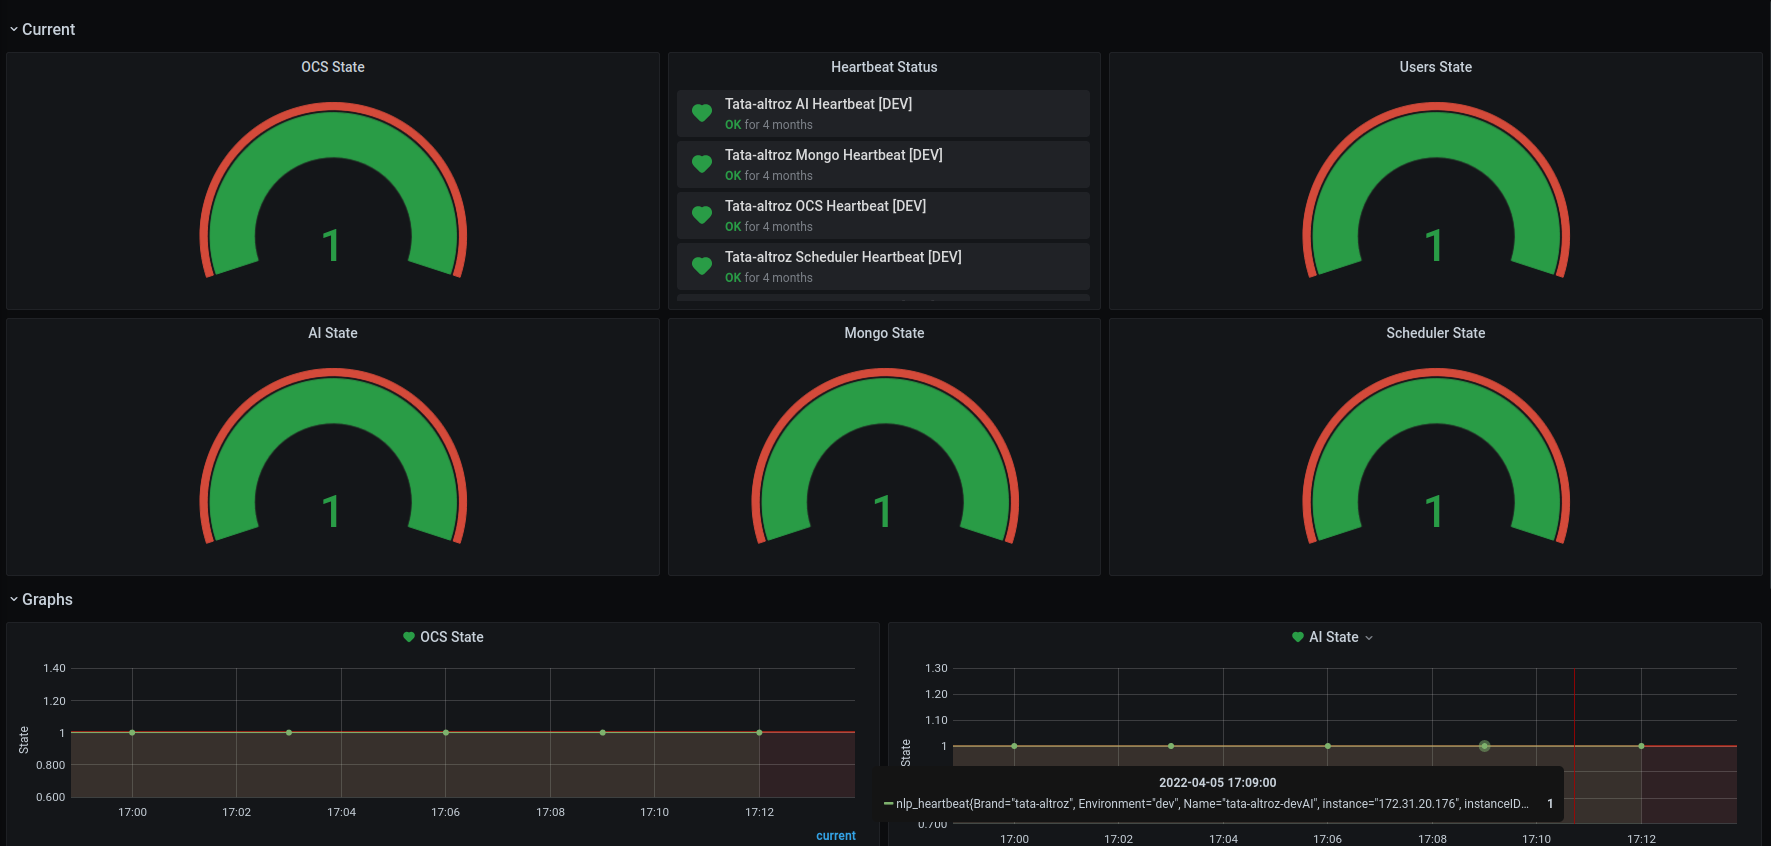 Current
OCS State
1
Heartbeat Status
Tata-altroz AI Heartbeat [DEV]
OK for 4 months
Tata-altroz Mongo Heartbeat [DEV]
OK for 4 months
Tata-altroz OCS Heartbeat [DEV]
OK for 4 months
Tata-altroz Scheduler Heartbeat [DEV]
OK for 4 months
Users State
1
AI State
1
Mongo State
1
Scheduler State
1
Graphs
OCS State
State
1.40
1.20
1
0.800
0.600
17:00 17:02 17:04 17:06 17:08 17:10 17:12
current
AI State
State
1.30
1.20
1.10
1
0.700
17:00 17:02 17:04 17:06 17:08 17:10 17:12
2022-04-05 17:09:00
nlp_heartbeat{Brand="tata-altroz", Environment="dev", Name="tata-altroz-devAI", instance="172.31.20.176", instanceID... 1